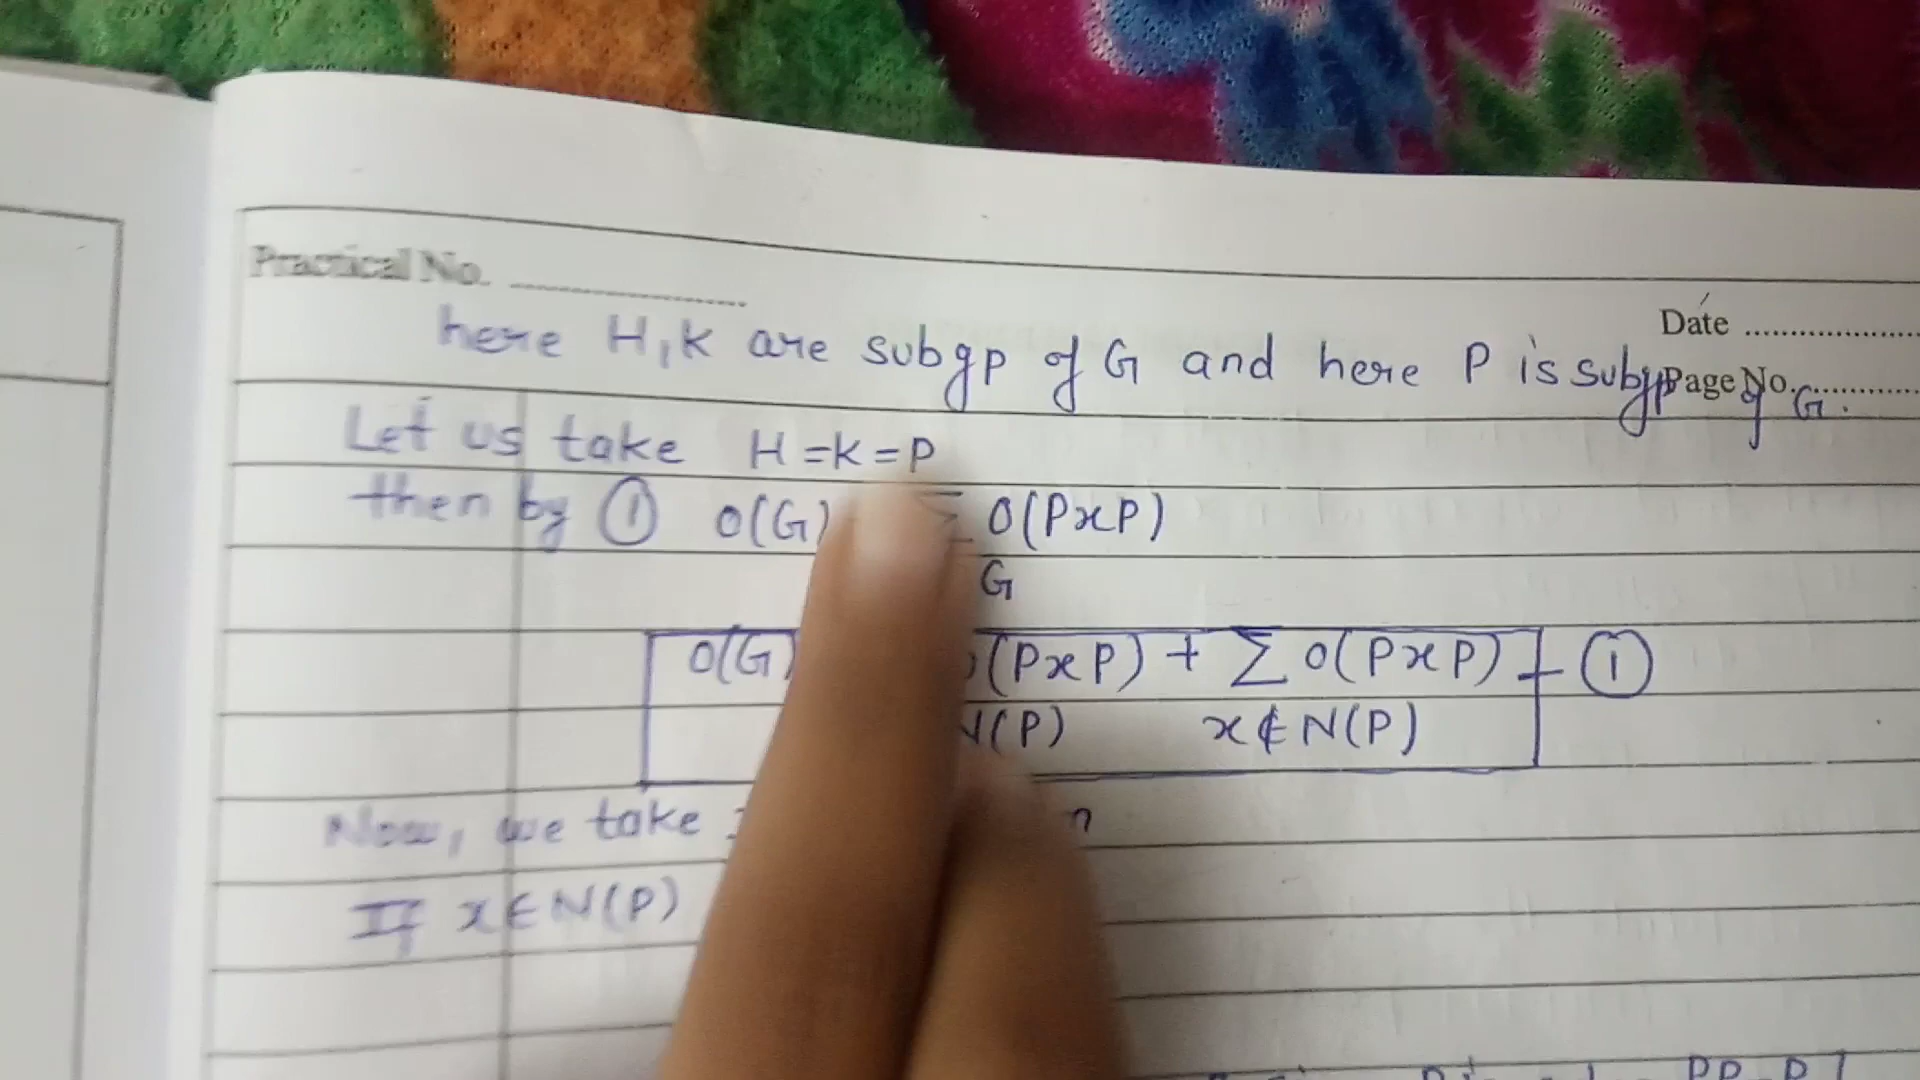 Practical No.
Date
here H,K are subgp of G and here P is subgp of G.
Page No.
Let us take H=K=P
then by ① O(G) Σ O(PxP)
G
O(G) (PxP) + Σ O(PxP) - ①
N(P) x∉N(P)
Now, we take
If x∈N(P)